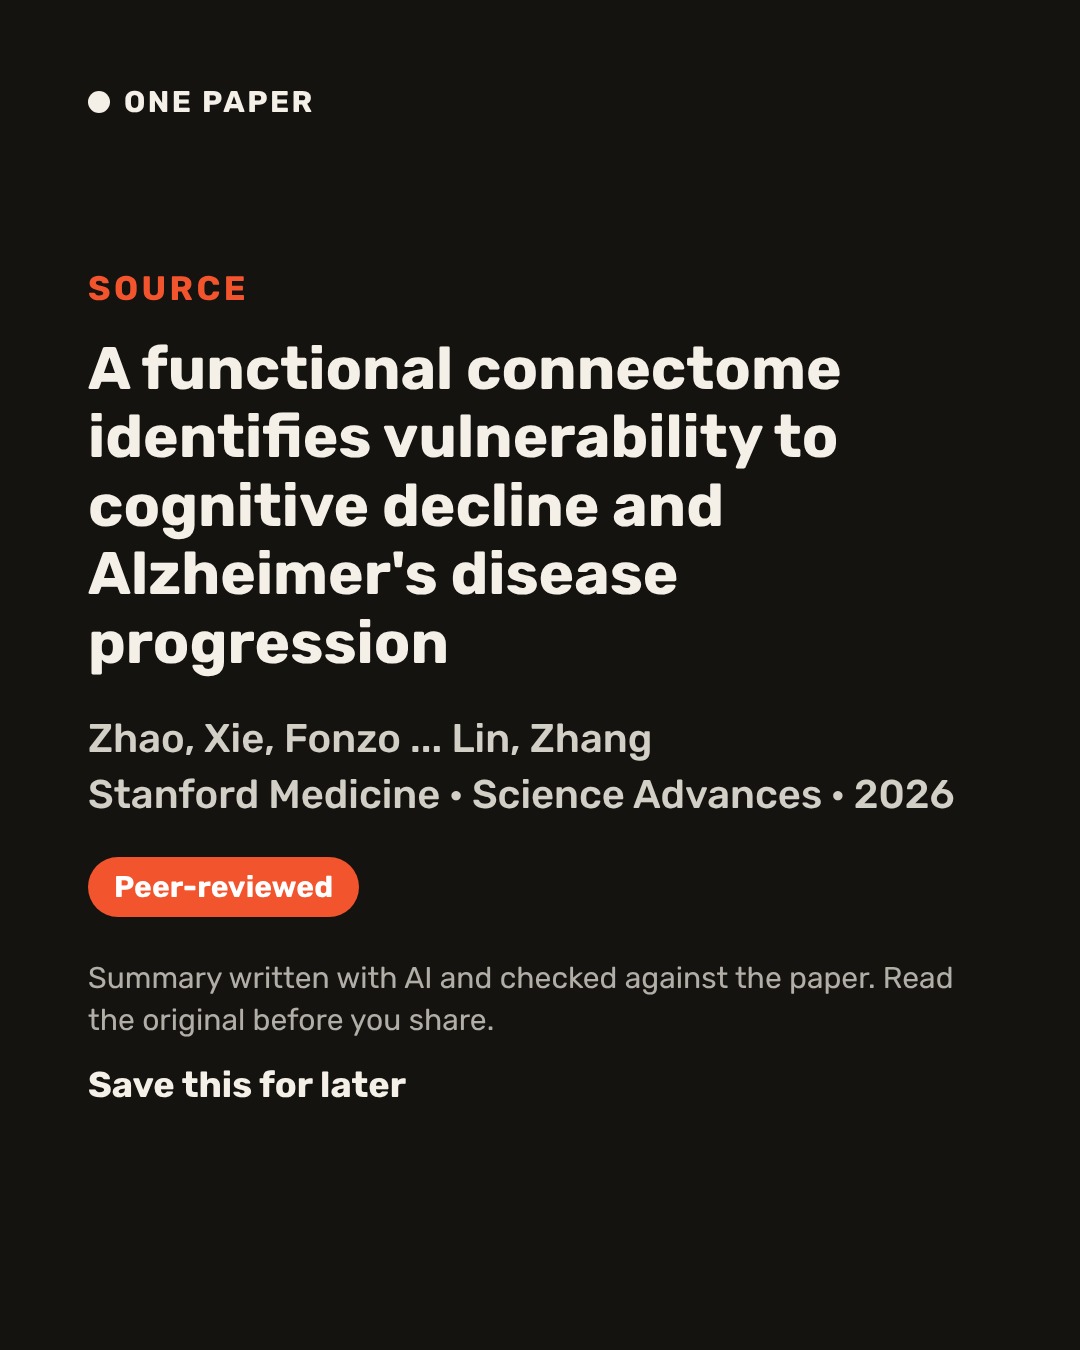 ONE PAPER
SOURCE
A functional connectome
identifies vulnerability to
cognitive decline and
Alzheimer's disease
progression
Zhao, Xie, Fonzo ... Lin, Zhang
Stanford Medicine • Science Advances • 2026
Peer-reviewed
Summary written with AI and checked against the paper. Read
the original before you share.
Save this for later